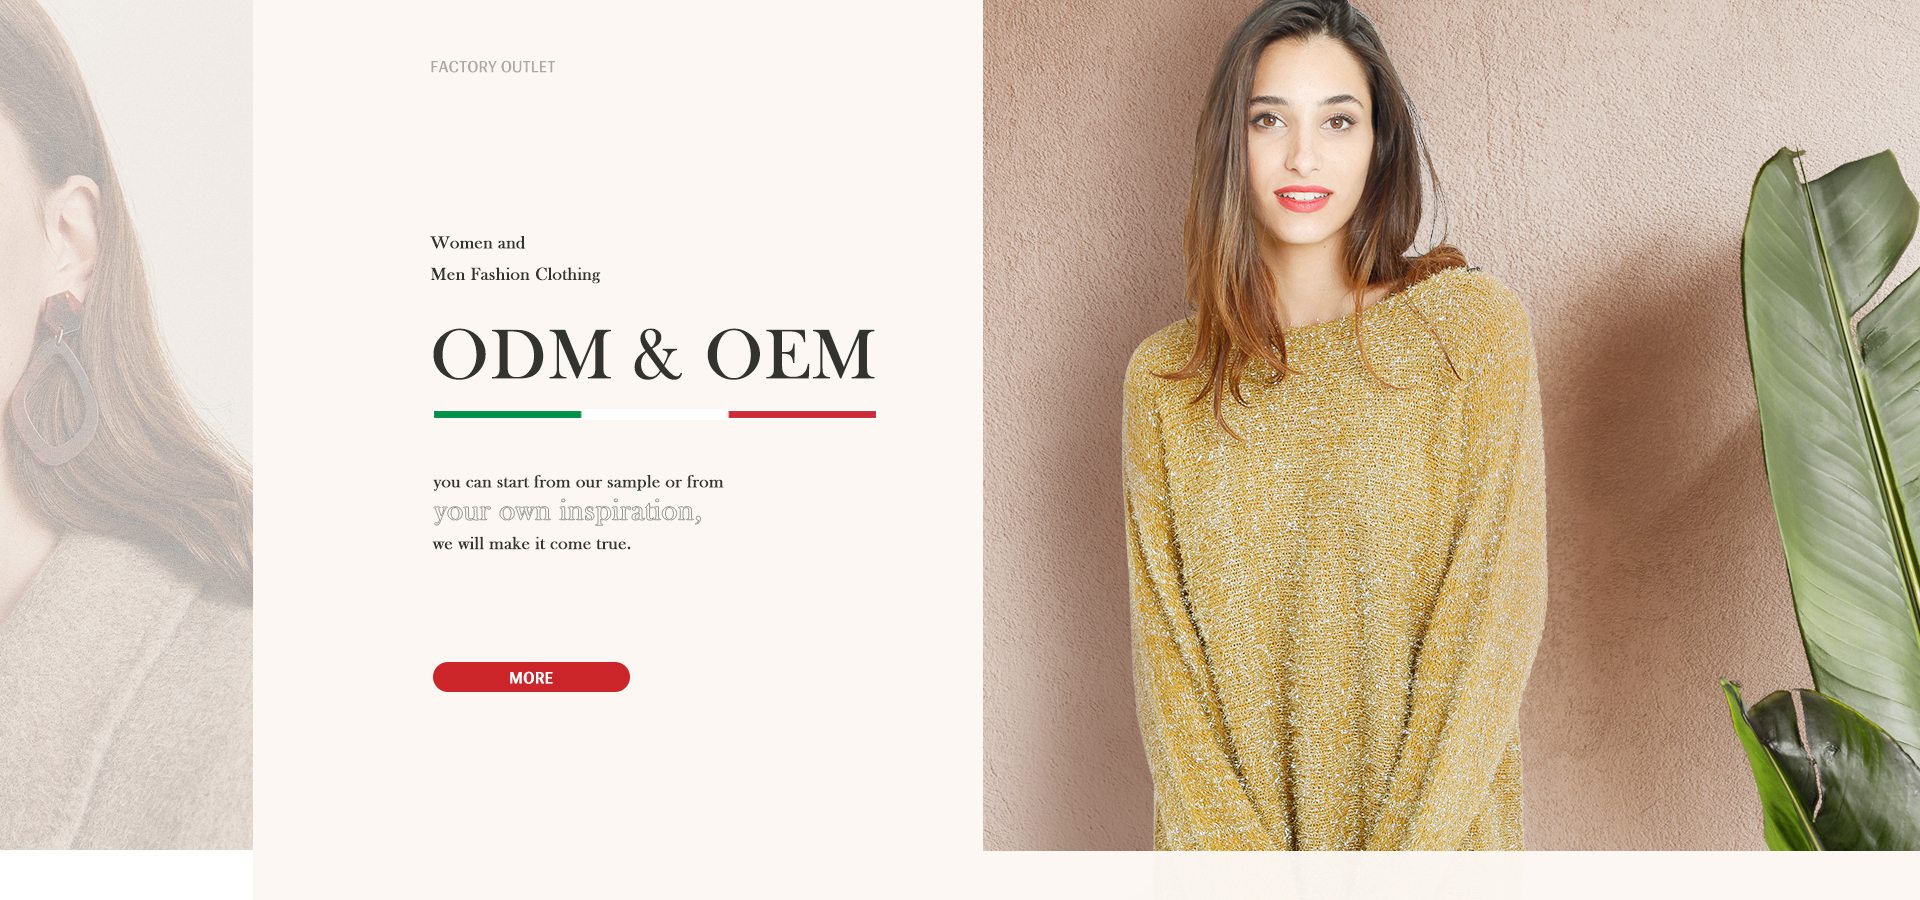 FACTORY OUTLET
Women and
Men Fashion Clothing
ODM & OEM
you can start from our sample or from
your own inspiration,
we will make it come true.
MORE